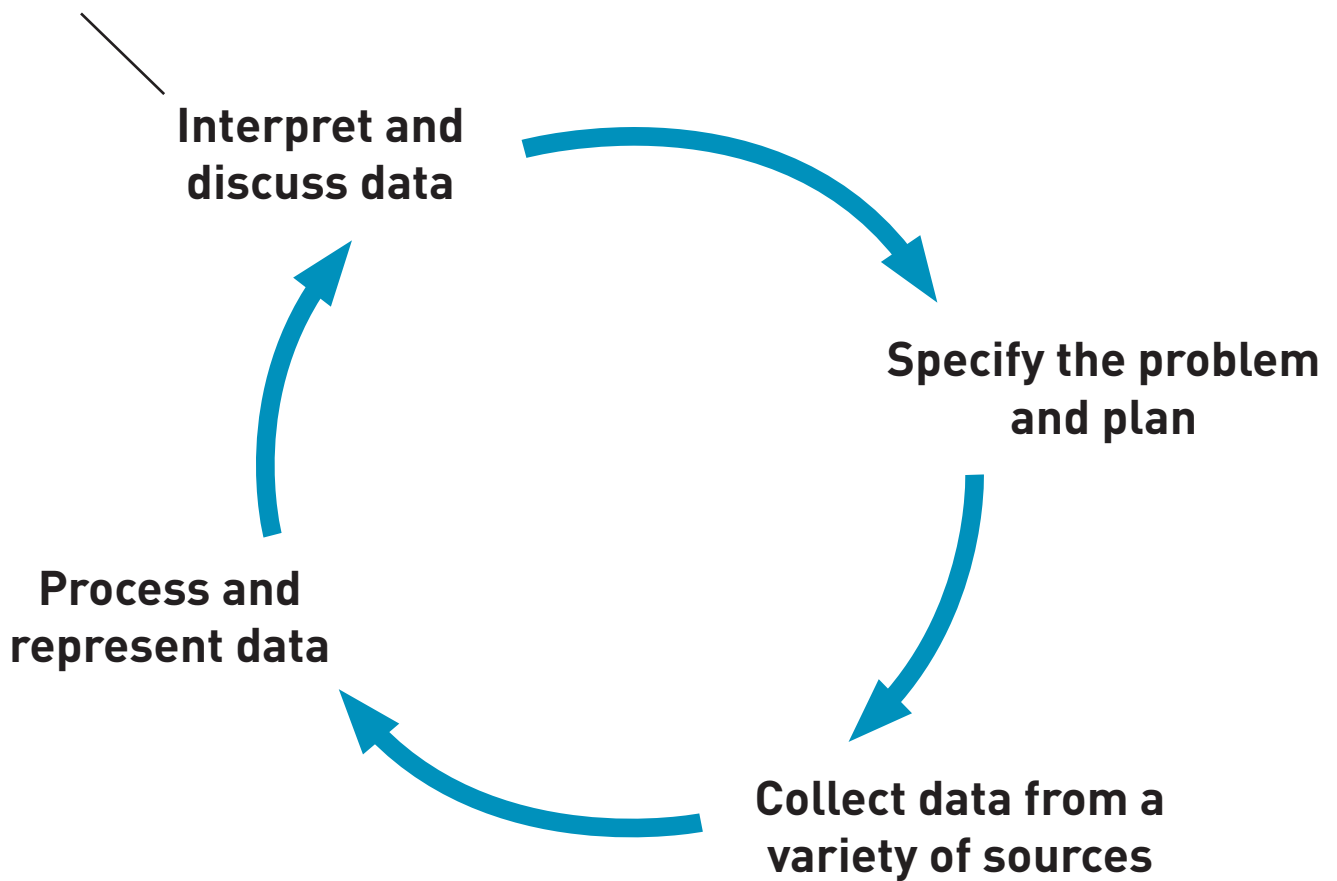 Interpret and
discuss data
Specify the problem
and plan
Collect data from a
variety of sources
Process and
represent data